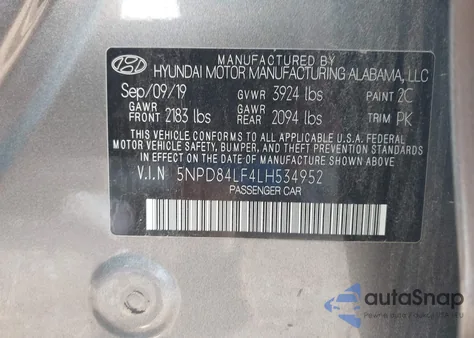 MANUFACTURED BY
HYUNDAI MOTOR MANUFACTURING ALABAMA, LLC
Sep/09/19 GVWR 3924 lbs PAINT 2C
GAWR FRONT 2183 lbs GAWR REAR 2094 lbs TRIM PK
THIS VEHICLE CONFORMS TO ALL APPLICABLE U.S.A. FEDERAL
MOTOR VEHICLE SAFETY, BUMPER, AND THEFT PREVENTION STANDARDS
IN EFFECT ON THE DATE OF MANUFACTURE SHOWN ABOVE.
V.I.N 5NPD84LF4LH534952
PASSENGER CAR
autoSnap